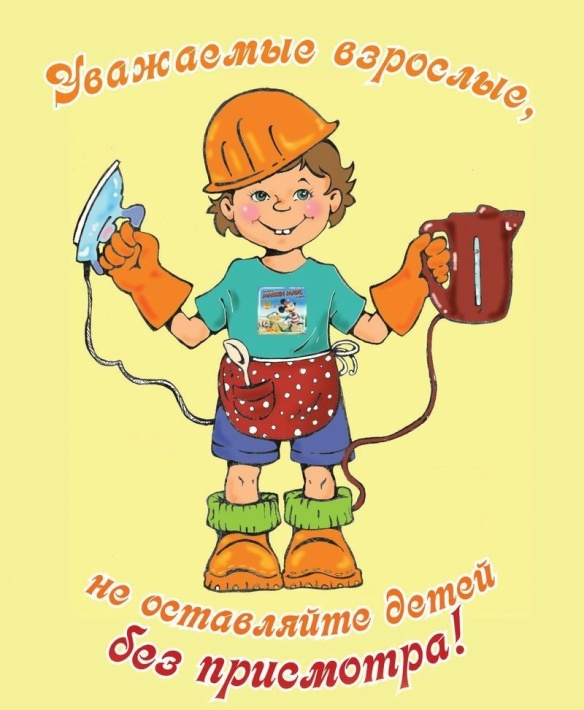 Уважаемые взрослые,
не оставляйте детей
без присмотра!